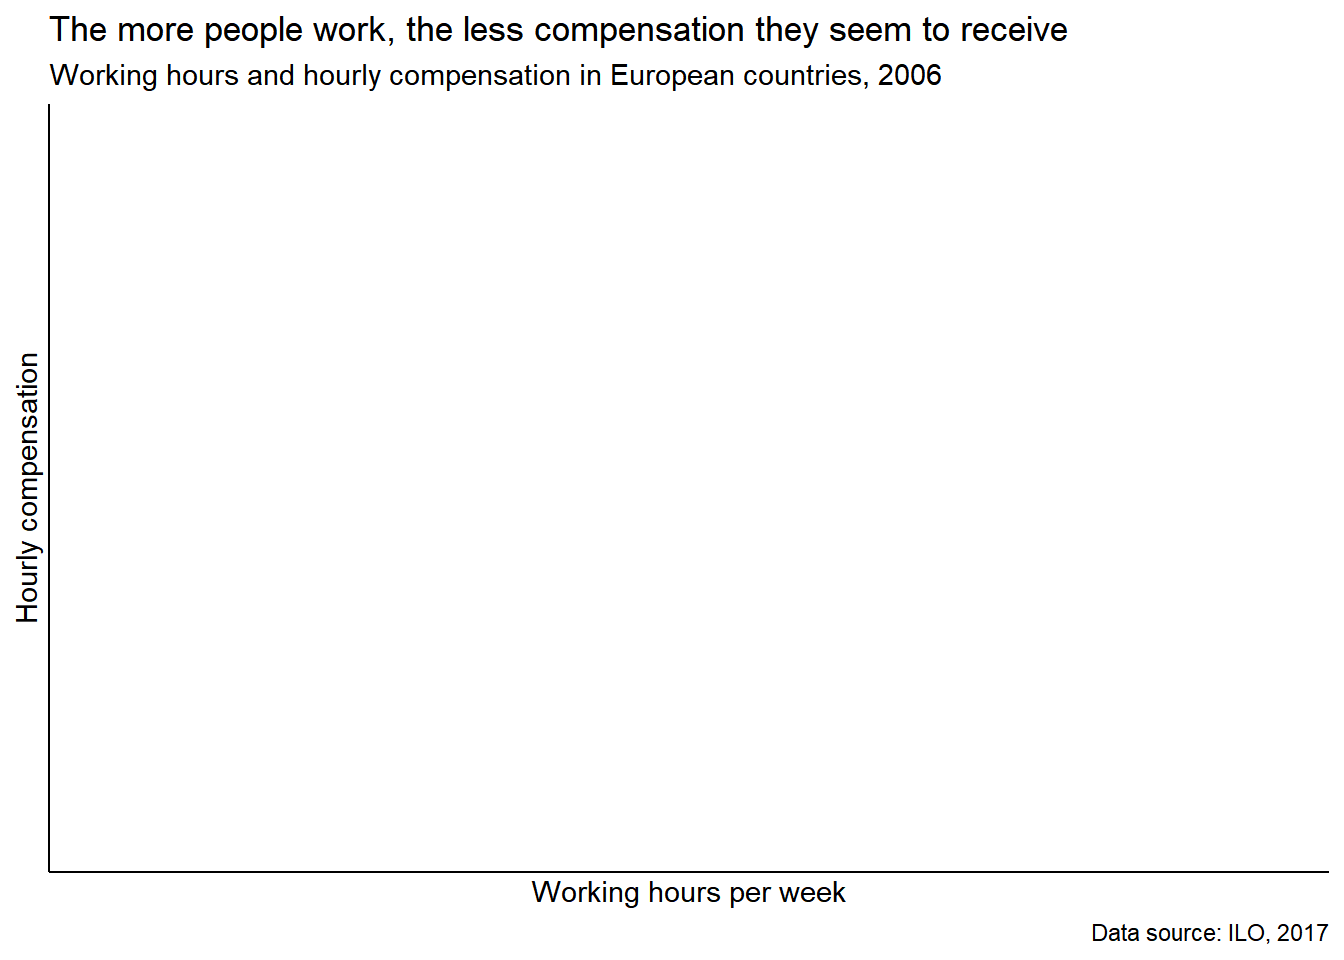 The more people work, the less compensation they seem to receive
Working hours and hourly compensation in European countries, 2006
Hourly compensation
Working hours per week
Data source: ILO, 2017